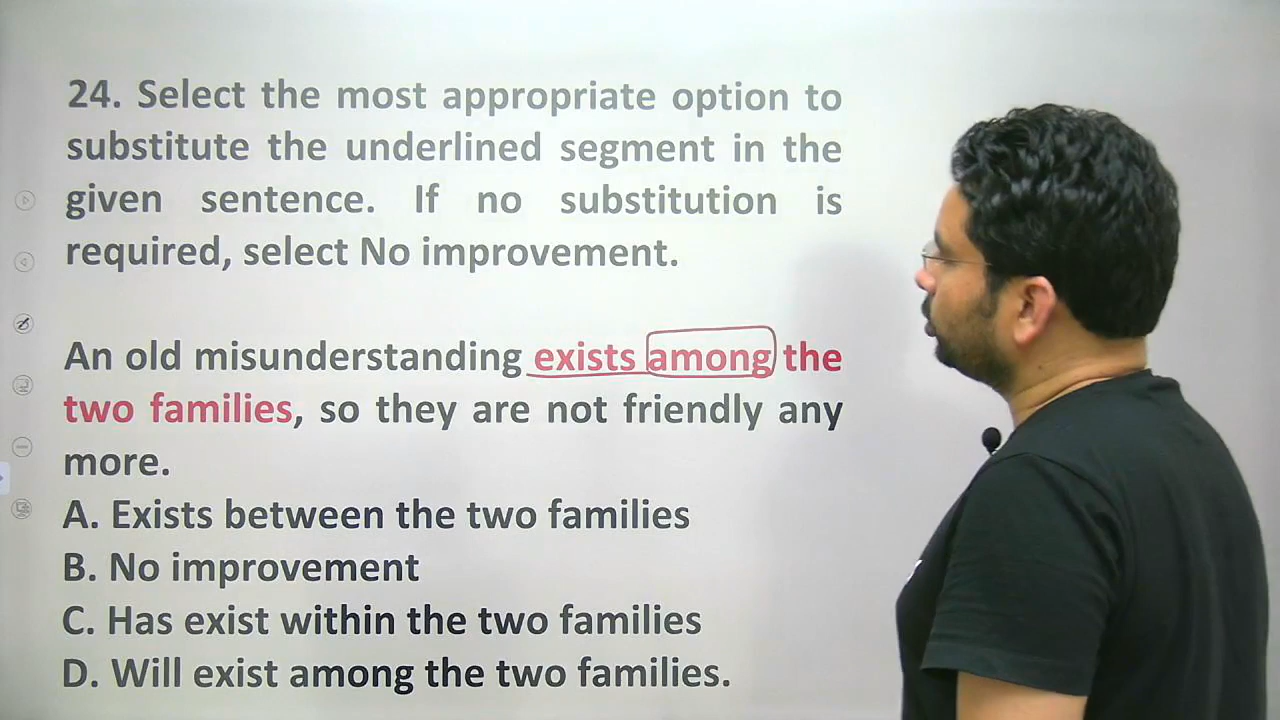 24. Select the most appropriate option to
substitute the underlined segment in the
given sentence. If no substitution is
required, select No improvement.
An old misunderstanding exists among the
two families, so they are not friendly any
more.
A. Exists between the two families
B. No improvement
C. Has exist within the two families
D. Will exist among the two families.